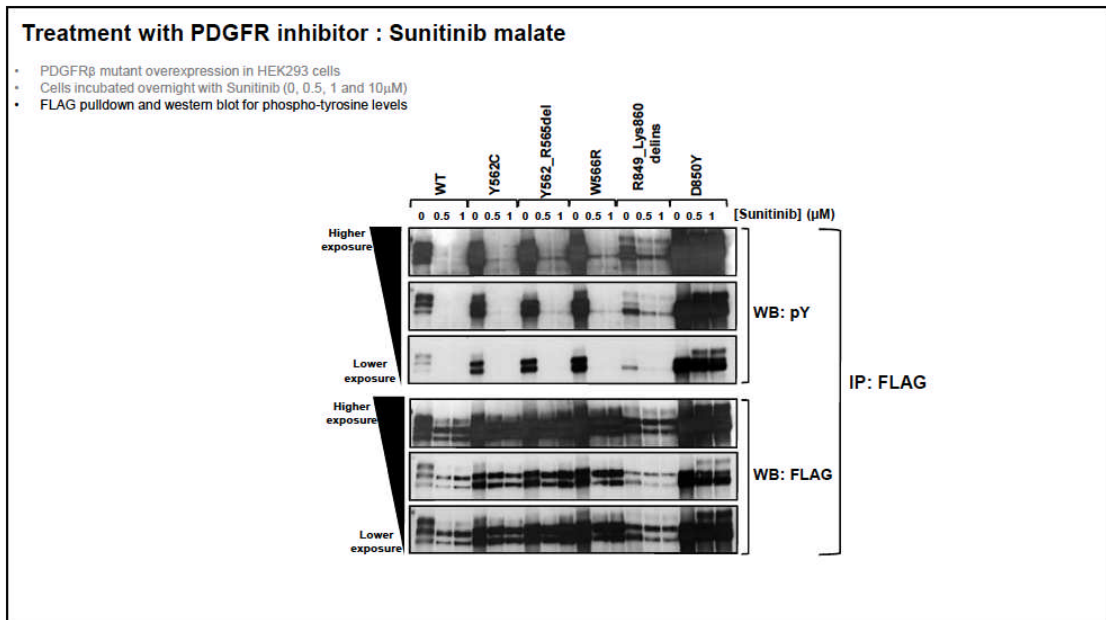 Treatment with PDGFR inhibitor : Sunitinib malate
• PDGFRβ mutant overexpression in HEK293 cells
• Cells incubated overnight with Sunitinib (0, 0.5, 1 and 10μM)
• FLAG pulldown and western blot for phospho-tyrosine levels
WT
Y562C
Y562_R565del
W566R
R849_Lys860
delins
D850Y
0 0.5 1 0 0.5 1 0 0.5 1 0 0.5 1 0 0.5 1 0 0.5 1 [Sunitinib] (μM)
Higher
exposure
WB: pY
Lower
exposure
IP: FLAG
Higher
exposure
WB: FLAG
Lower
exposure